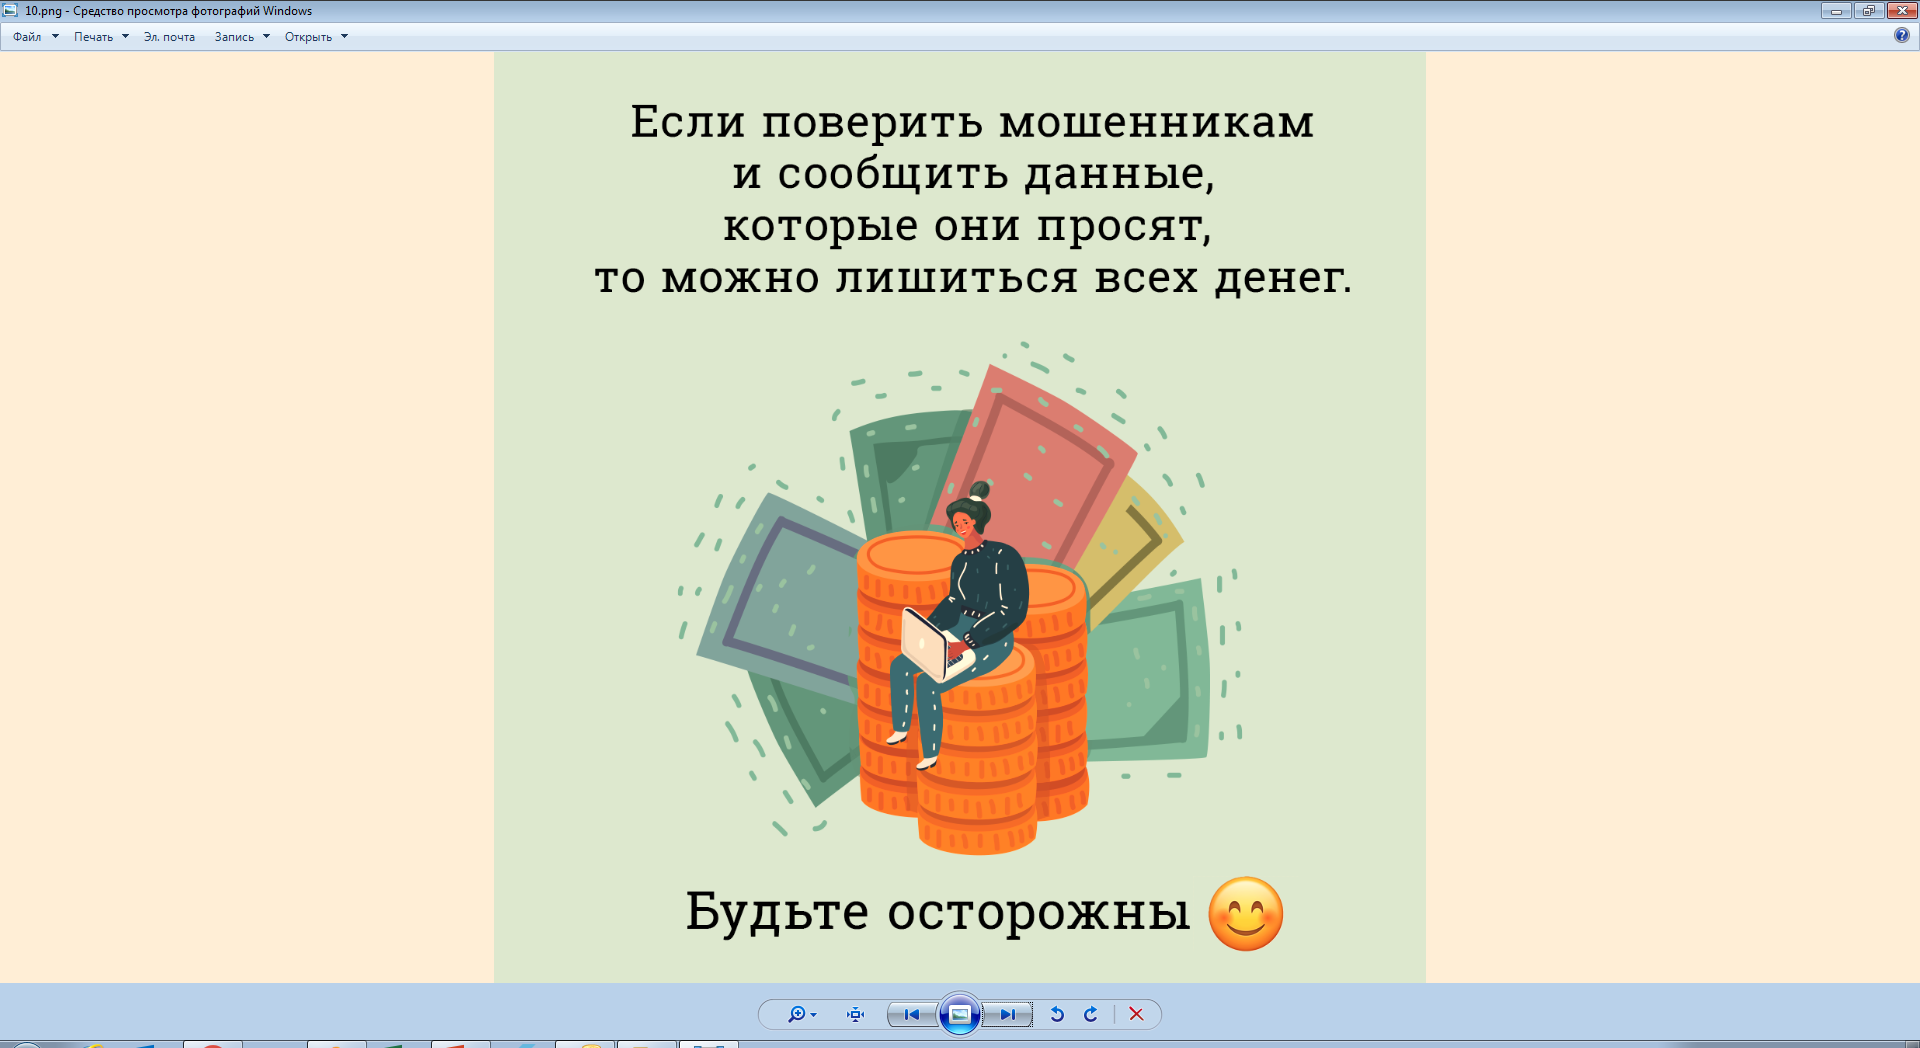 10.png - Средство просмотра фотографий Windows
Файл Печать Эл. почта Запись Открыть
Если поверить мошенникам
и сообщить данные,
которые они просят,
то можно лишиться всех денег.
Будьте осторожны 😊